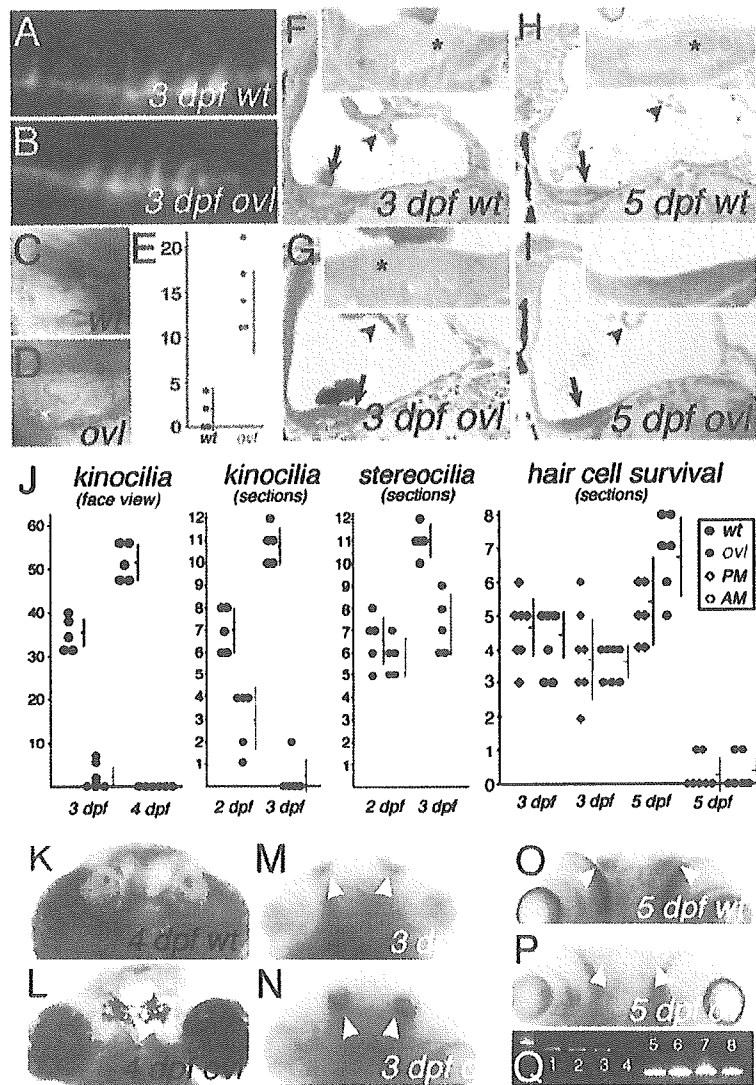 A
3 dpf wt
B
3 dpf ovl
C
wt
D
ovl
E
20
15
10
5
0
wt
ovl
F
3 dpf wt
G
3 dpf ovl
H
5 dpf wt
I
5 dpf ovl
J
kinocilia
(face view)
60
50
40
30
20
10
3 dpf
4 dpf
kinocilia
(sections)
12
11
10
9
8
7
6
5
4
3
2
1
2 dpf
3 dpf
stereocilia
(sections)
12
11
10
9
8
7
6
5
4
3
2
1
2 dpf
3 dpf
hair cell survival
(sections)
8
7
6
5
4
3
2
1
0
3 dpf
3 dpf
5 dpf
5 dpf
wt
ovl
PM
AM
K
4 dpf wt
L
4 dpf ovl
M
3 d
N
3 dpf
O
5 dpf wt
P
5 dpf
Q
1 2 3 4 5 6 7 8